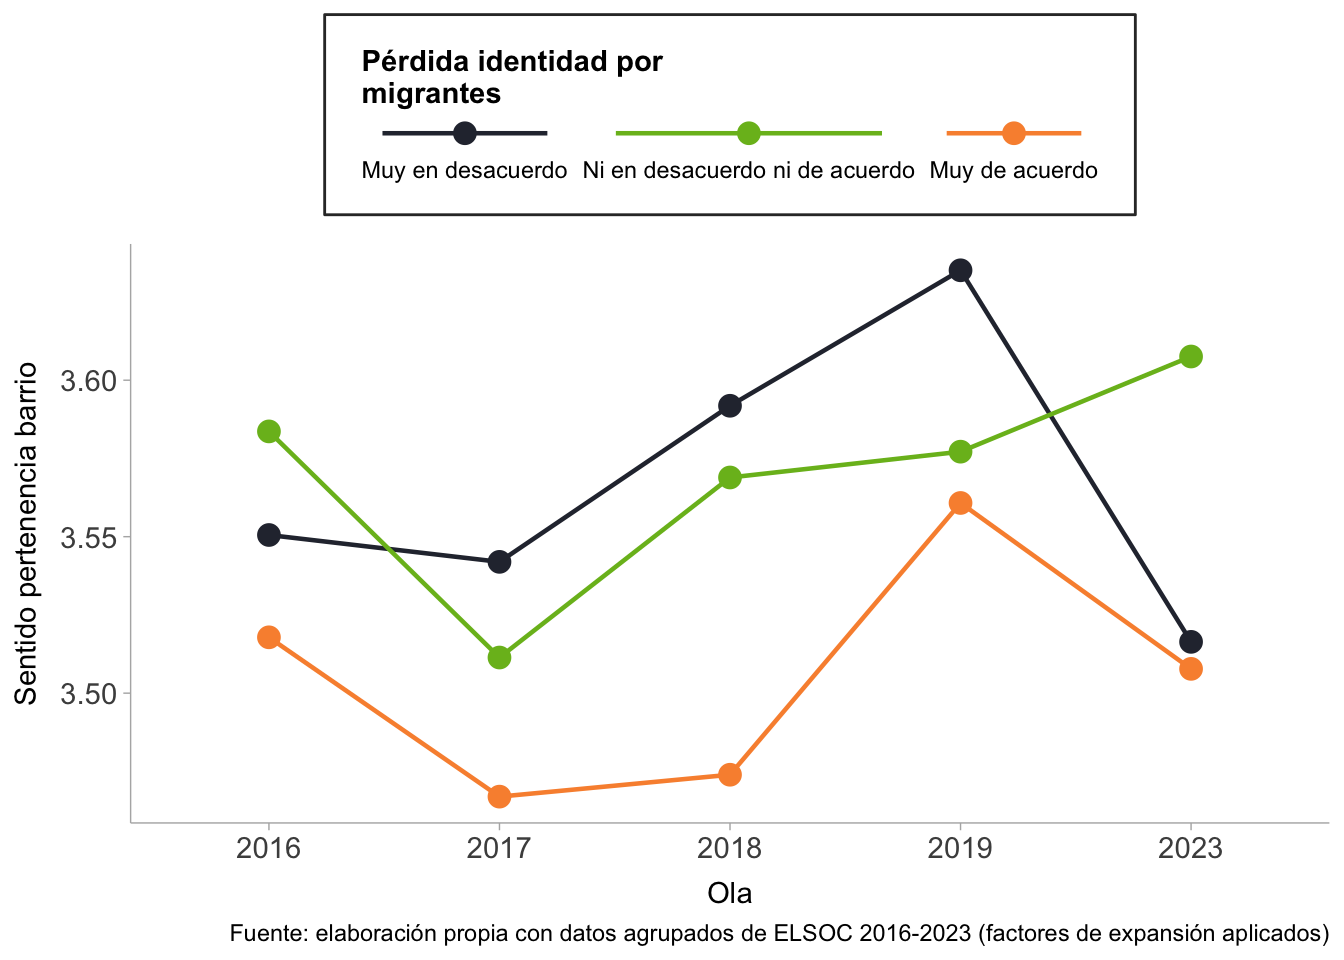 Pérdida identidad por
migrantes
Muy en desacuerdo Ni en desacuerdo ni de acuerdo Muy de acuerdo
Sentido pertenencia barrio
3.60
3.55
3.50
2016 2017 2018 2019 2023
Ola
Fuente: elaboración propia con datos agrupados de ELSOC 2016-2023 (factores de expansión aplicados)